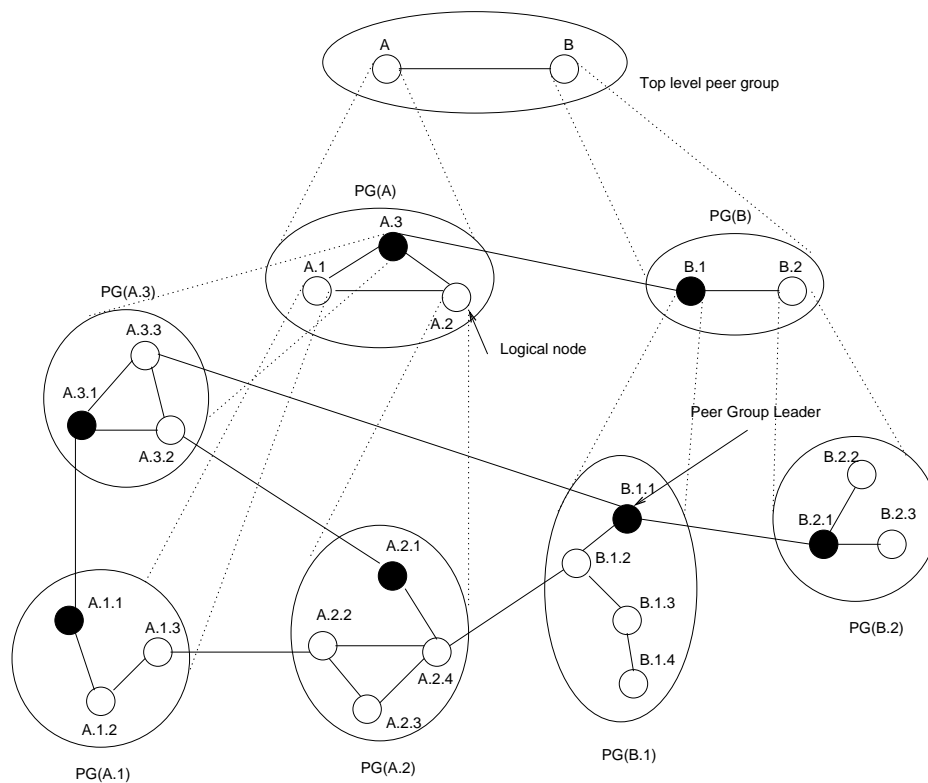 A
B
Top level peer group
PG(A)
PG(B)
A.3
A.1
A.2
B.1
B.2
Logical node
PG(A.3)
A.3.3
A.3.1
A.3.2
Peer Group Leader
B.1.1
B.2.2
B.2.1
B.2.3
A.2.1
B.1.2
A.1.1
A.1.3
A.2.2
B.1.3
PG(B.2)
A.2.4
B.1.4
A.1.2
A.2.3
PG(A.1)
PG(A.2)
PG(B.1)